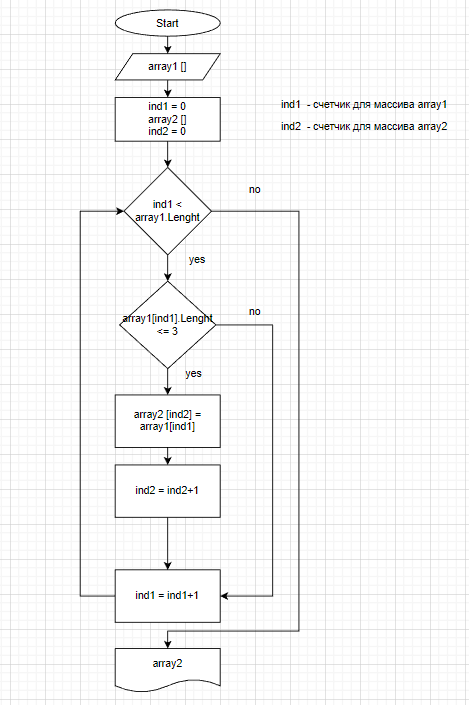 Start
array1 []
ind1 = 0
array2 []
ind2 = 0
ind1 - счетчик для массива array1
ind2 - счетчик для массива array2
no
ind1 <
array1.Lenght
yes
no
array1[ind1].Lenght
<= 3
yes
array2 [ind2] =
array1[ind1]
ind2 = ind2+1
ind1 = ind1+1
array2